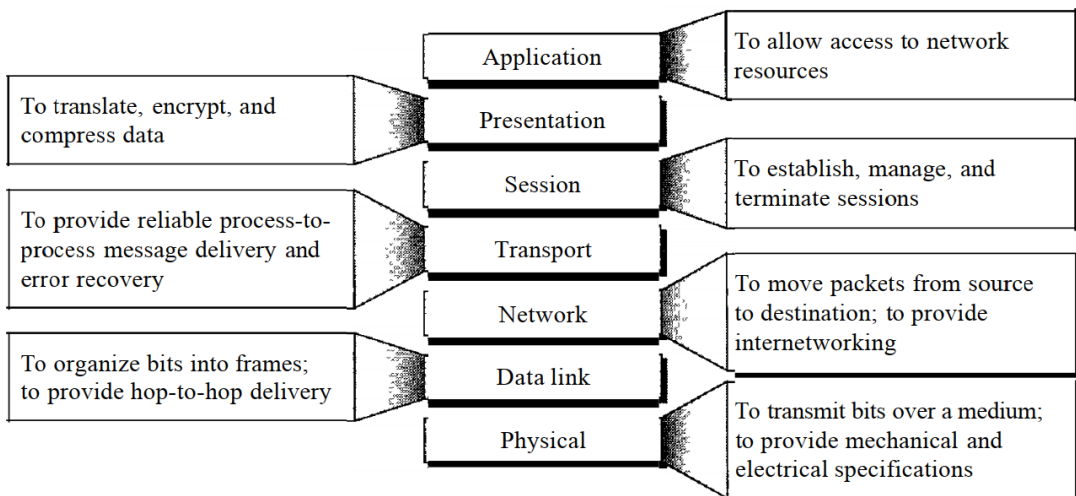 Application
To allow access to network
resources
To translate, encrypt, and
compress data
Presentation
Session
To establish, manage, and
terminate sessions
To provide reliable process-to-
process message delivery and
error recovery
Transport
Network
To move packets from source
to destination; to provide
internetworking
To organize bits into frames;
to provide hop-to-hop delivery
Data link
Physical
To transmit bits over a medium;
to provide mechanical and
electrical specifications